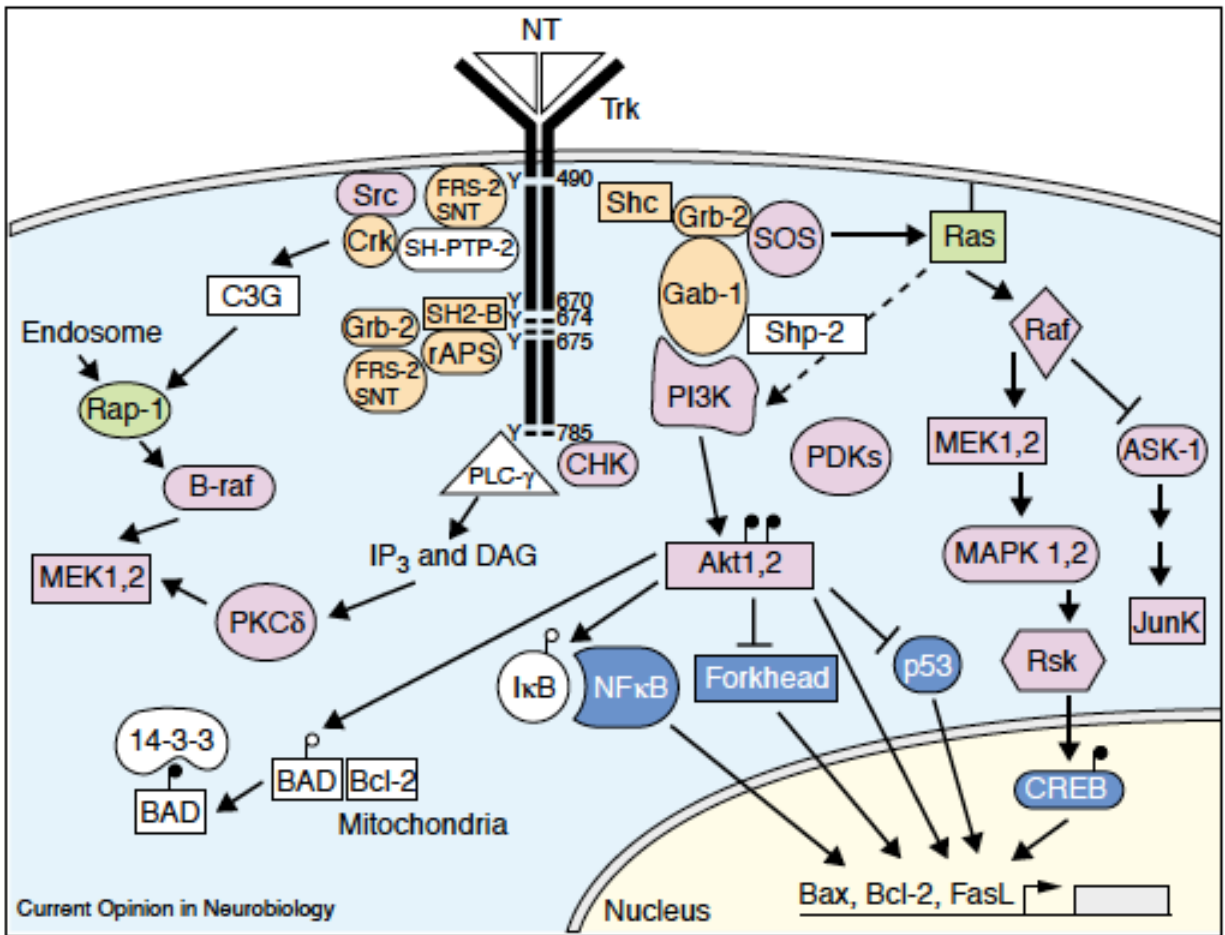 NT
Trk
Src
FRS-2
SNT
Crk
SH-PTP-2
Y
490
Shc
Grb-2
SOS
Ras
C3G
Gab-1
Endosome
Grb-2
SH2-B
Y
670
Y
674
Y
675
Shp-2
Raf
FRS-2
SNT
rAPS
Rap-1
PI3K
Y
785
PLC-γ
CHK
PDKs
MEK1,2
ASK-1
B-raf
IP3 and DAG
Akt1,2
MAPK 1,2
MEK1,2
PKCδ
JunK
IκB
NFκB
Forkhead
p53
Rsk
14-3-3
BAD
BAD
Bcl-2
Mitochondria
CREB
Bax, Bcl-2, FasL
Current Opinion in Neurobiology
Nucleus